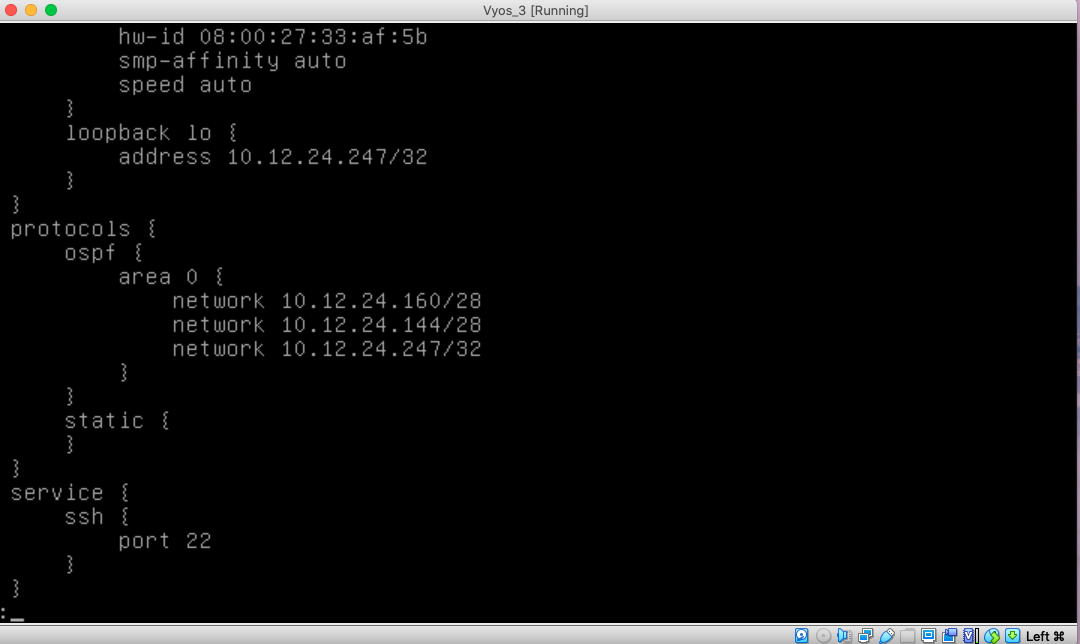 Vyos_3 [Running]
hw-id 08:00:27:33:af:5b
smp-affinity auto
speed auto
}
loopback lo {
address 10.12.24.247/32
}
}
protocols {
ospf {
area 0 {
network 10.12.24.160/28
network 10.12.24.144/28
network 10.12.24.247/32
}
}
static {
}
}
service {
ssh {
port 22
}
}
:_
Left ⌘